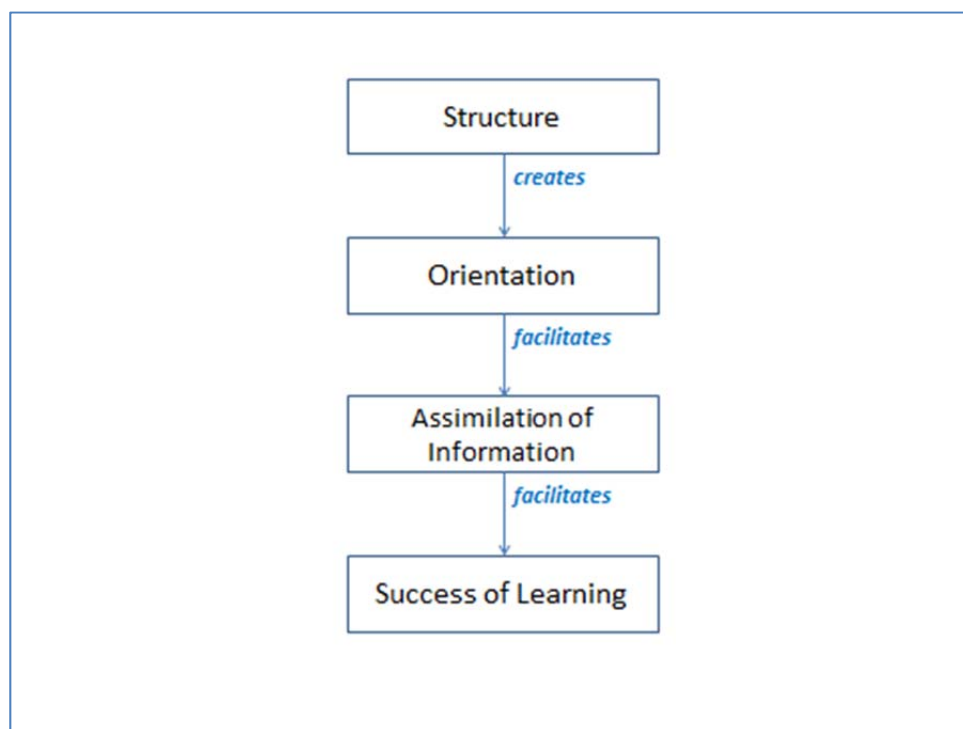 Structure
creates
Orientation
facilitates
Assimilation of
Information
facilitates
Success of Learning